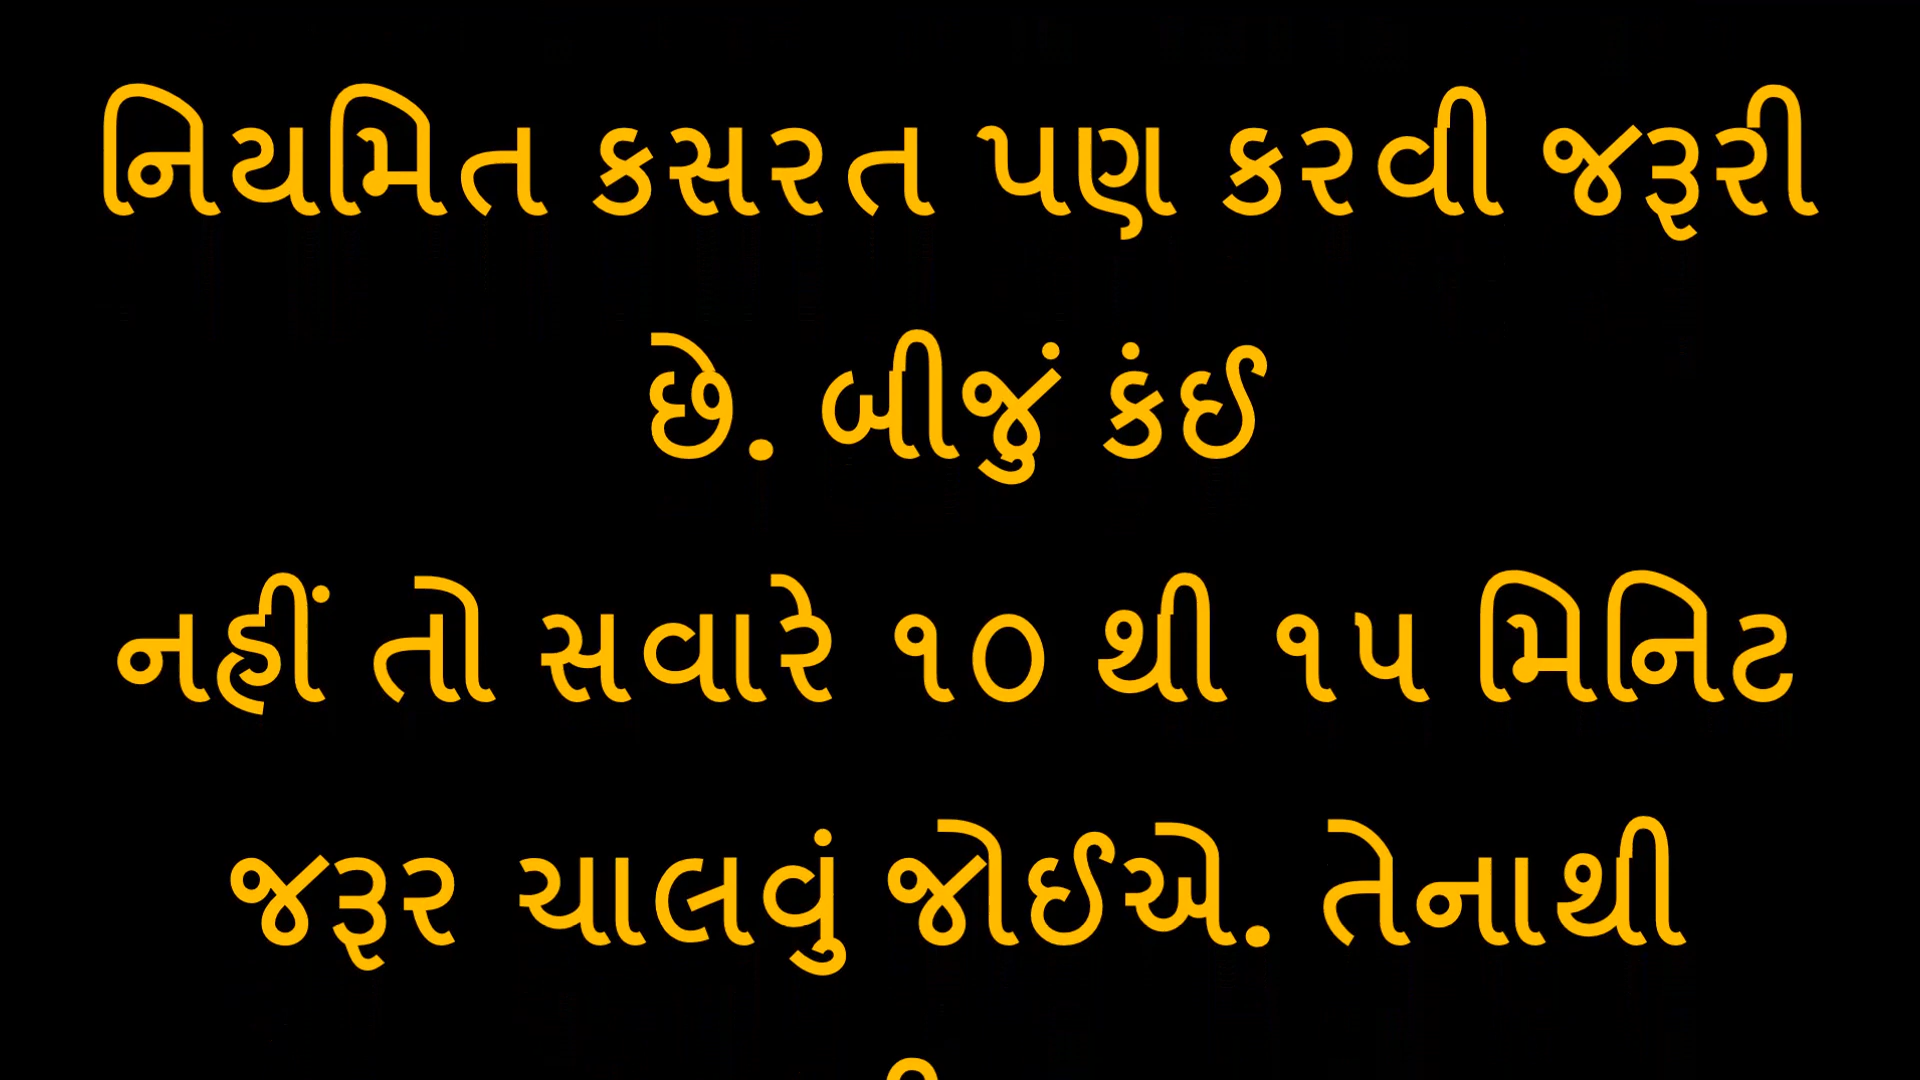 નિયમિત કસરત પણ કરવી જરૂરી
છે. બીજું કંઈ
નહીં તો સવારે ૧૦ થી ૧૫ મિનિટ
જરૂર ચાલવું જોઈએ. તેનાથી